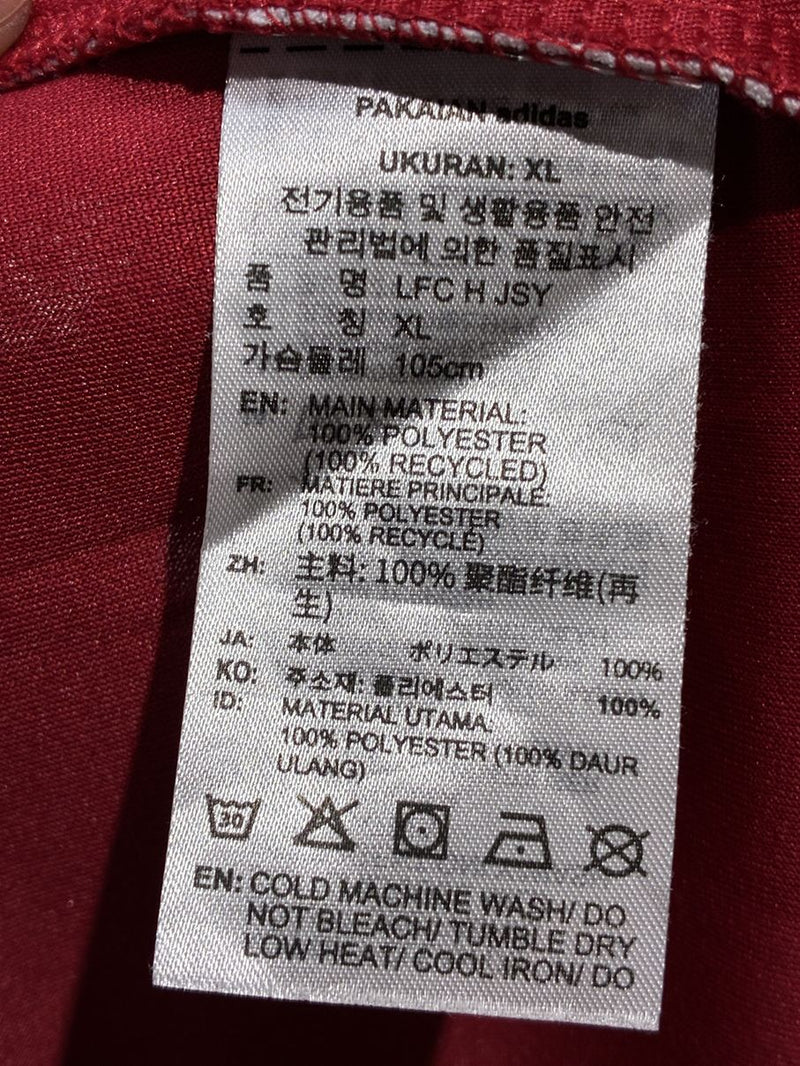 PAKAIAN adidas
UKURAN: XL
전기용품 및 생활용품 안전
관리법에 의한 품질표시
품 명 LFC H JSY
호 칭 XL
가슴둘레 105cm
EN: MAIN MATERIAL:
100% POLYESTER
(100% RECYCLED)
FR: MATIERE PRINCIPALE:
100% POLYESTER
(100% RECYCLÉ)
ZH: 主料: 100% 聚酯纤维(再
生)
JA: 本体 ポリエステル 100%
KO: 주소재: 폴리에스터 100%
ID: MATERIAL UTAMA:
100% POLYESTER (100% DAUR
ULANG)
30
EN: COLD MACHINE WASH/ DO
NOT BLEACH/ TUMBLE DRY
LOW HEAT/ COOL IRON/ DO